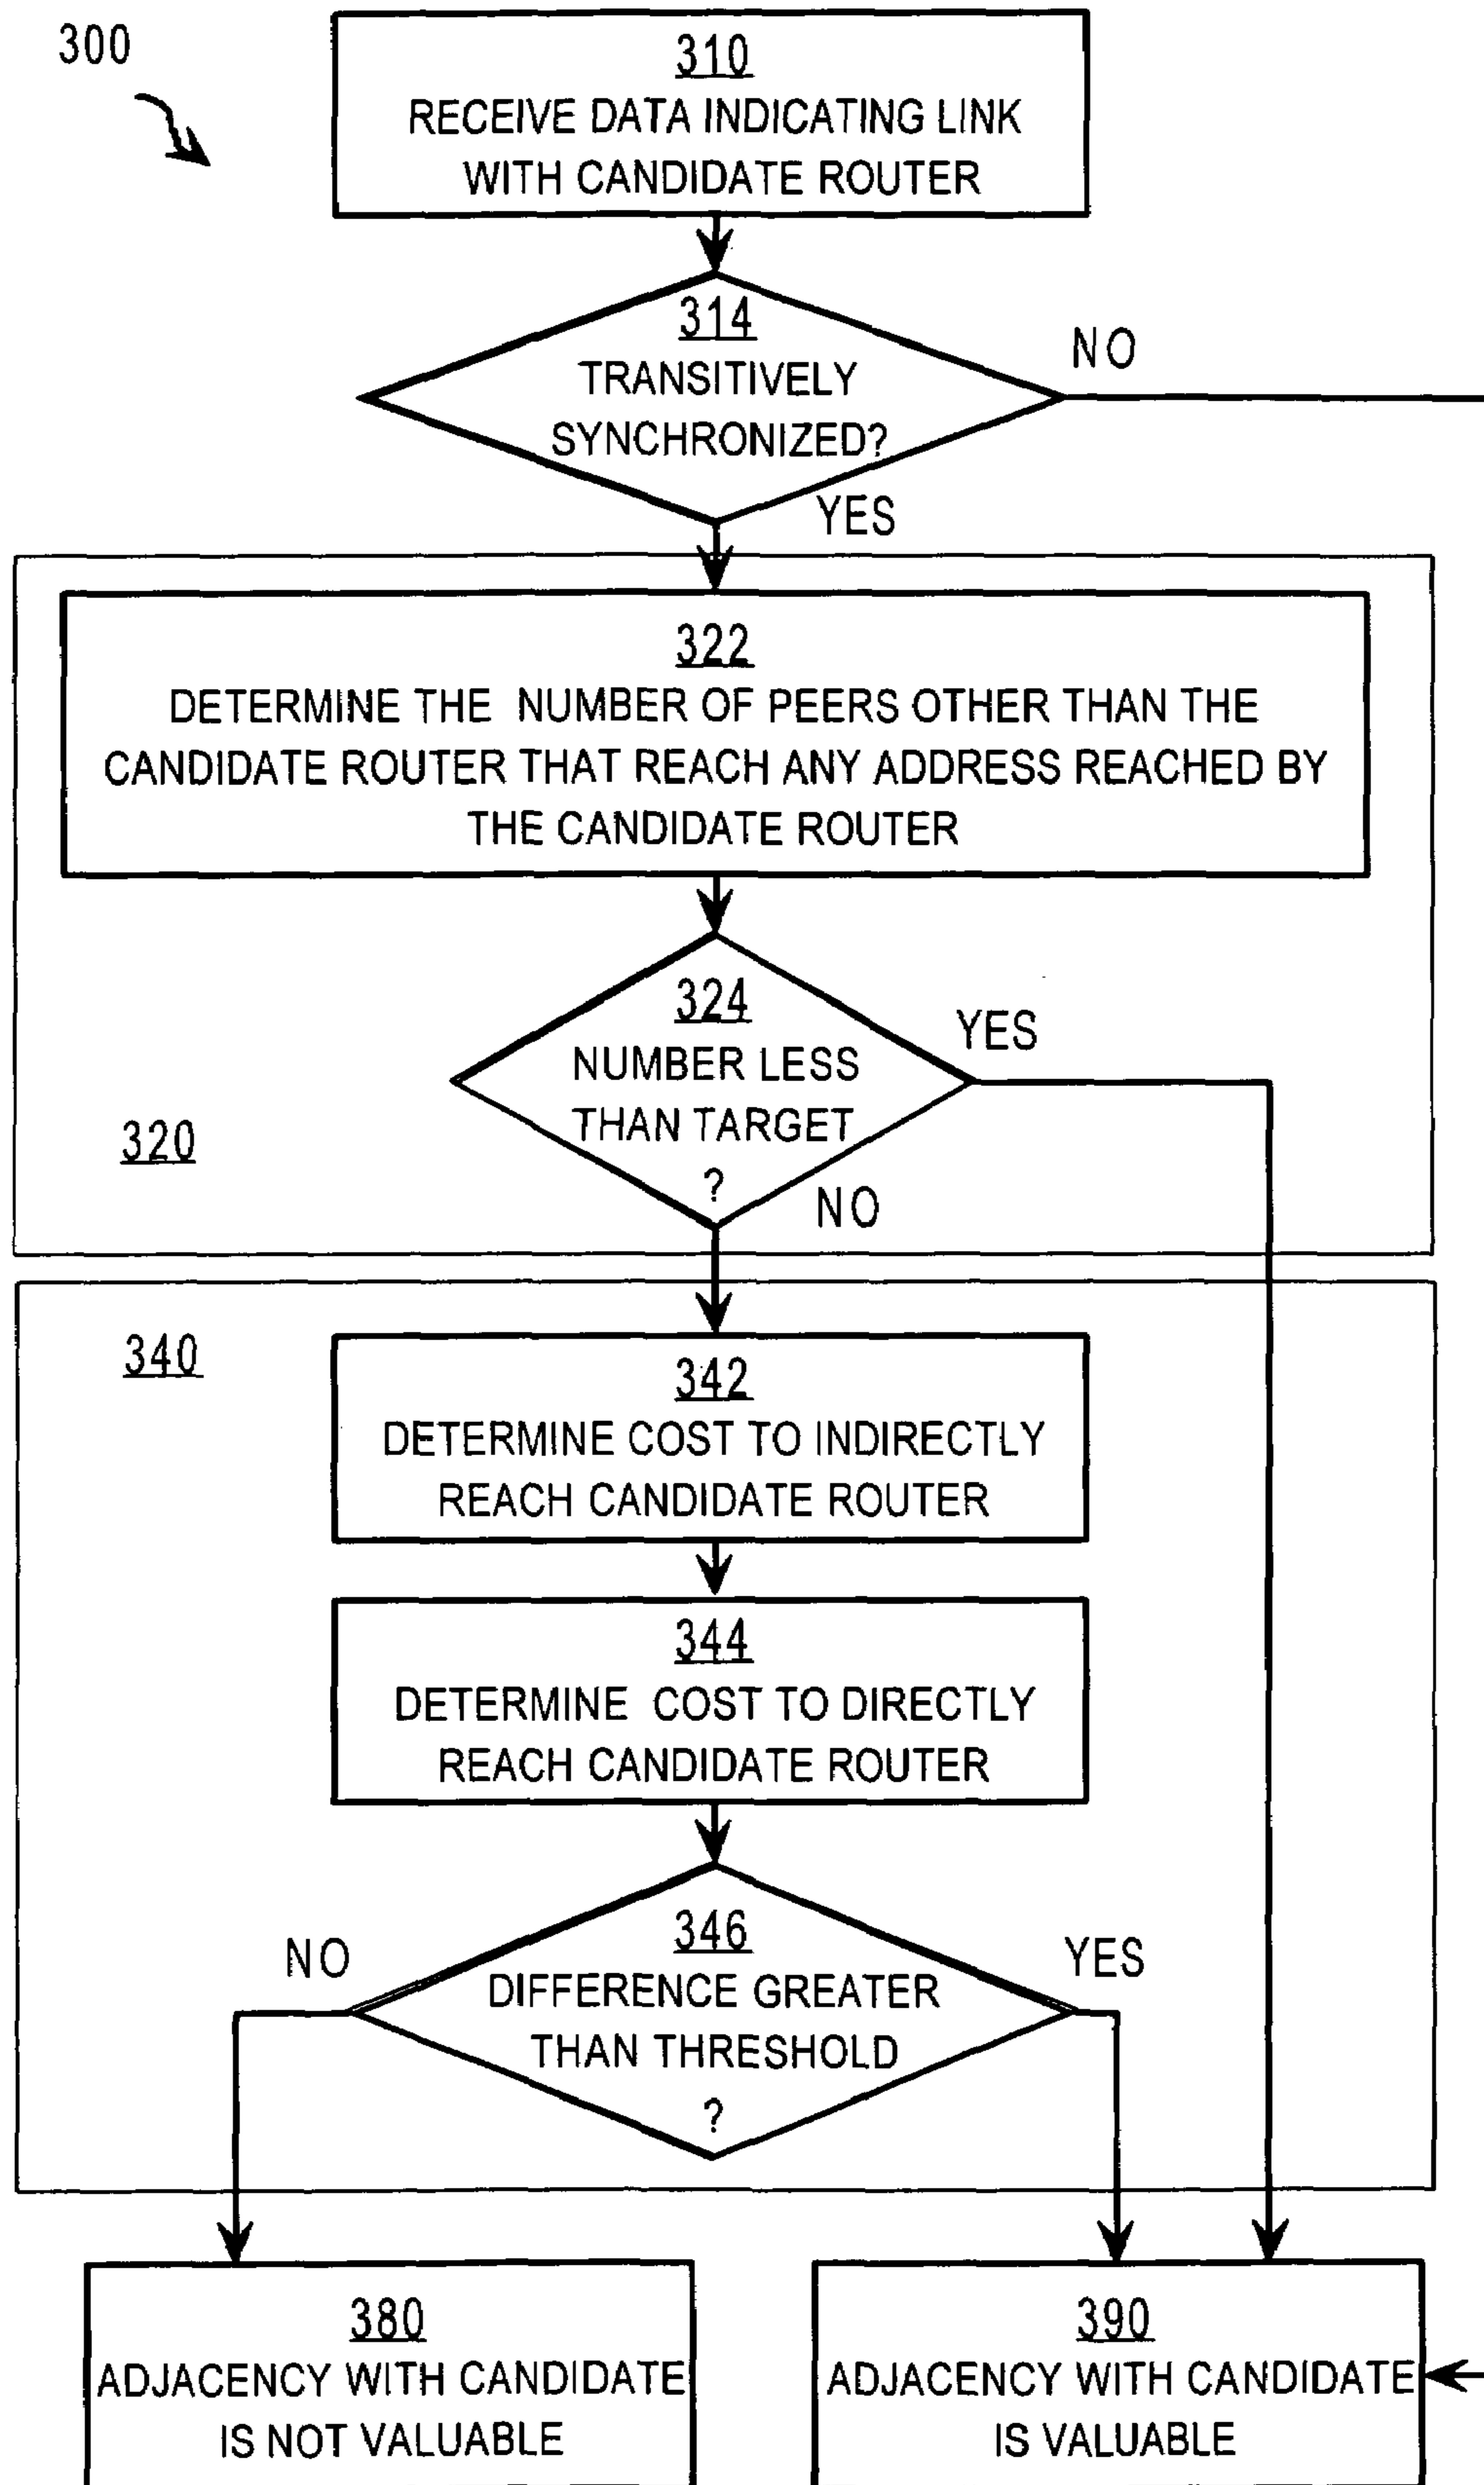 300
310
RECEIVE DATA INDICATING LINK
WITH CANDIDATE ROUTER
314
TRANSITIVELY
SYNCHRONIZED?
NO
YES
322
DETERMINE THE NUMBER OF PEERS OTHER THAN THE
CANDIDATE ROUTER THAT REACH ANY ADDRESS REACHED BY
THE CANDIDATE ROUTER
324
NUMBER LESS
THAN TARGET
?
YES
NO
320
340
342
DETERMINE COST TO INDIRECTLY
REACH CANDIDATE ROUTER
344
DETERMINE COST TO DIRECTLY
REACH CANDIDATE ROUTER
346
DIFFERENCE GREATER
THAN THRESHOLD
?
NO
YES
380
ADJACENCY WITH CANDIDATE
IS NOT VALUABLE
390
ADJACENCY WITH CANDIDATE
IS VALUABLE